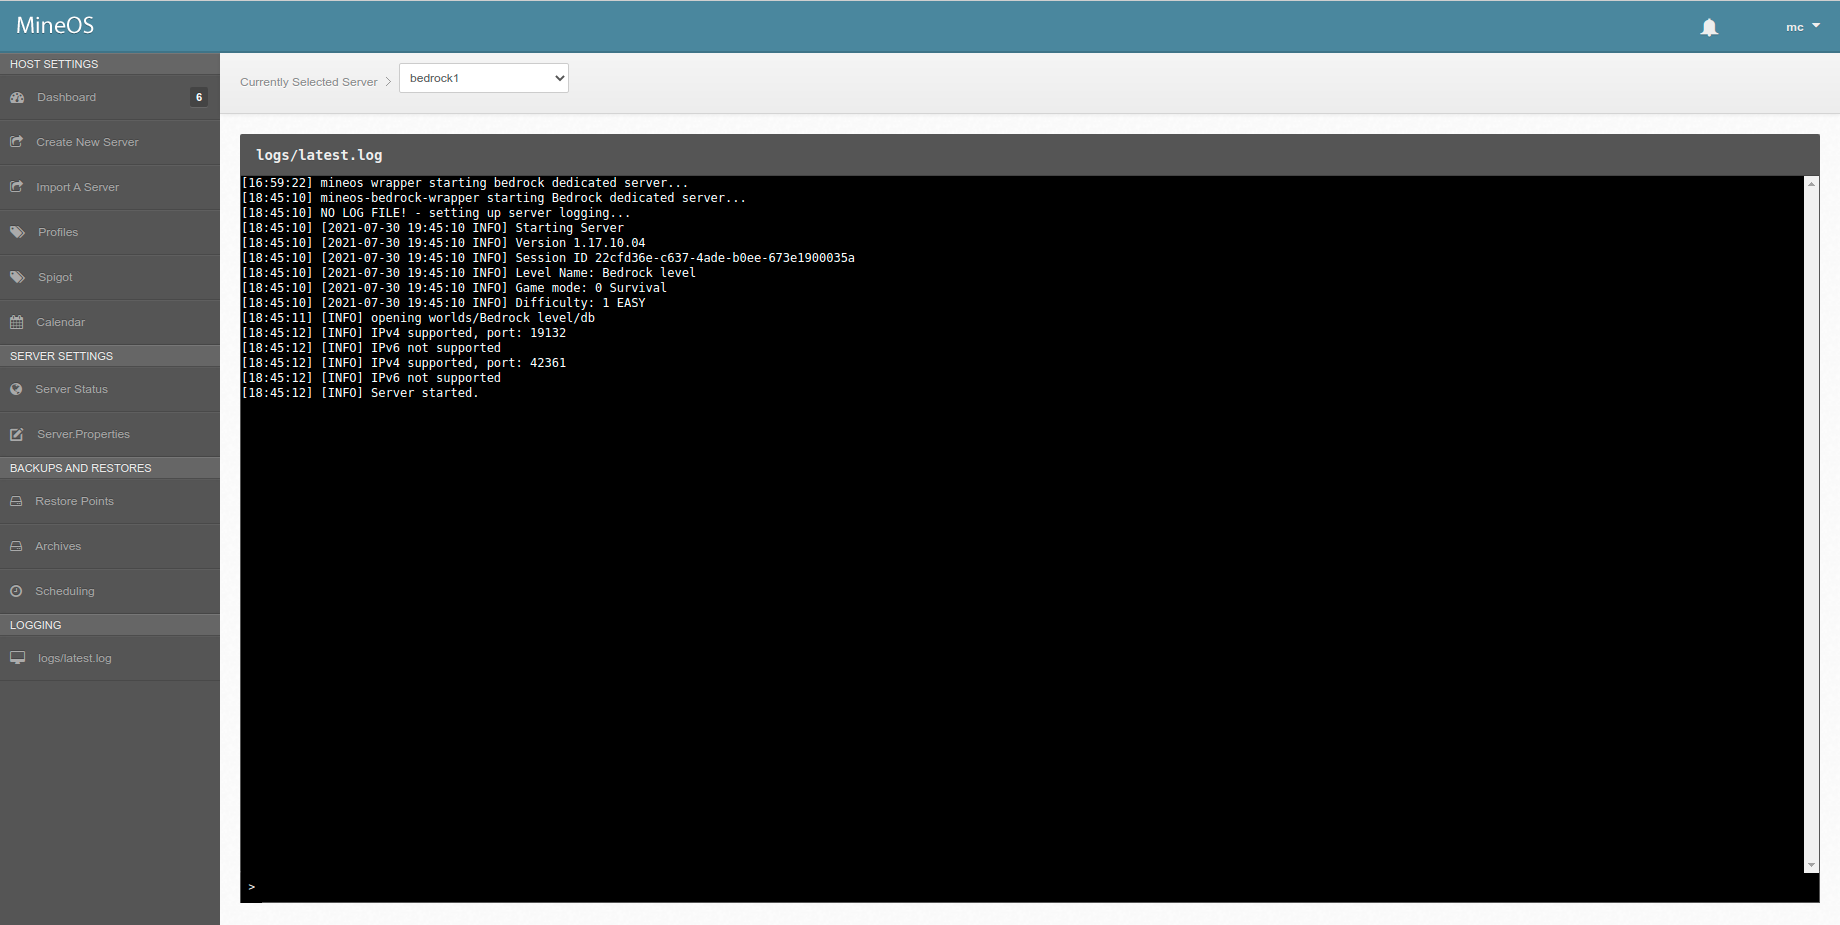 MineOS
mc
HOST SETTINGS
Dashboard 6
Create New Server
Import A Server
Profiles
Spigot
Calendar
SERVER SETTINGS
Server Status
Server.Properties
BACKUPS AND RESTORES
Restore Points
Archives
Scheduling
LOGGING
logs/latest.log
Currently Selected Server > bedrock1
logs/latest.log
[16:59:22] mineos wrapper starting bedrock dedicated server...
[18:45:10] mineos-bedrock-wrapper starting Bedrock dedicated server...
[18:45:10] NO LOG FILE! - setting up server logging...
[18:45:10] [2021-07-30 19:45:10 INFO] Starting Server
[18:45:10] [2021-07-30 19:45:10 INFO] Version 1.17.10.04
[18:45:10] [2021-07-30 19:45:10 INFO] Session ID 22cfd36e-c637-4ade-b0ee-673e1900035a
[18:45:10] [2021-07-30 19:45:10 INFO] Level Name: Bedrock level
[18:45:10] [2021-07-30 19:45:10 INFO] Game mode: 0 Survival
[18:45:10] [2021-07-30 19:45:10 INFO] Difficulty: 1 EASY
[18:45:11] [INFO] opening worlds/Bedrock level/db
[18:45:12] [INFO] IPv4 supported, port: 19132
[18:45:12] [INFO] IPv6 not supported
[18:45:12] [INFO] IPv4 supported, port: 42361
[18:45:12] [INFO] IPv6 not supported
[18:45:12] [INFO] Server started.
>